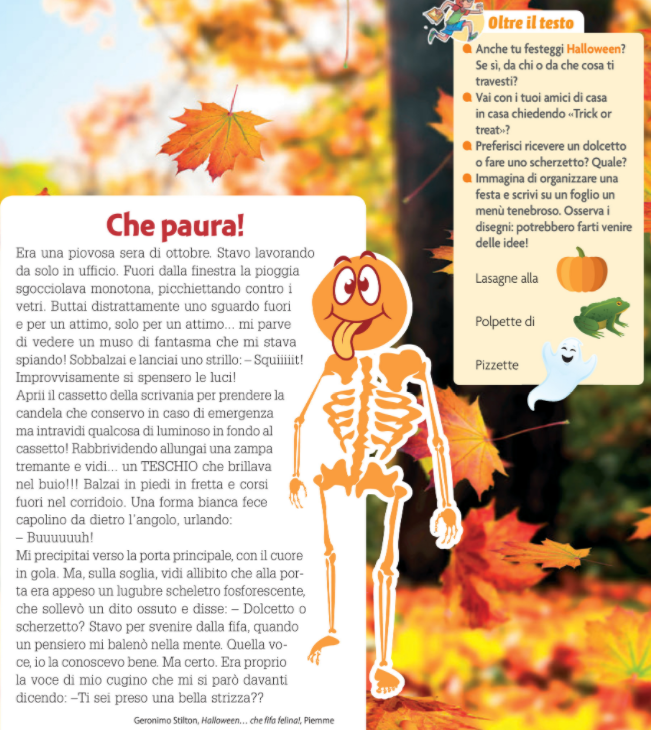 Oltre il testo
Anche tu festeggi Halloween?
Se sì, da chi o da che cosa ti
travesti?
Vai con i tuoi amici di casa
in casa chiedendo «Trick or
treat»?
Preferisci ricevere un dolcetto
o fare uno scherzetto? Quale?
Immagina di organizzare una
festa e scrivi su un foglio un
menù tenebroso. Osserva i
disegni: potrebbero farti venire
delle idee!
Lasagne alla
Polpette di
Pizzette
Che paura!
Era una piovosa sera di ottobre. Stavo lavorando
da solo in ufficio. Fuori dalla finestra la pioggia
sgocciolava monotona, picchiettando contro i
vetri. Buttai distrattamente uno sguardo fuori
e per un attimo, solo per un attimo... mi parve
di vedere un muso di fantasma che mi stava
spiando! Sobbalzai e lanciai uno strillo: – Squiiiiit!
Improvvisamente si spensero le luci!
Aprii il cassetto della scrivania per prendere la
candela che conservo in caso di emergenza
ma intravidi qualcosa di luminoso in fondo al
cassetto! Rabbrividendo allungai una zampa
tremante e vidi... un TESCHIO che brillava
nel buio!!! Balzai in piedi in fretta e corsi
fuori nel corridoio. Una forma bianca fece
capolino da dietro l'angolo, urlando:
– Buuuuuuh!
Mi precipitai verso la porta principale, con il cuore
in gola. Ma, sulla soglia, vidi allibito che alla por-
ta era appeso un lugubre scheletro fosforescente,
che sollevò un dito ossuto e disse: – Dolcetto o
scherzetto? Stavo per svenire dalla fifa, quando
un pensiero mi balenò nella mente. Quella vo-
ce, io la conoscevo bene. Ma certo. Era proprio
la voce di mio cugino che mi si parò davanti
dicendo: –Ti sei preso una bella strizza??
Geronimo Stilton, Halloween... che fifa felina!, Piemme